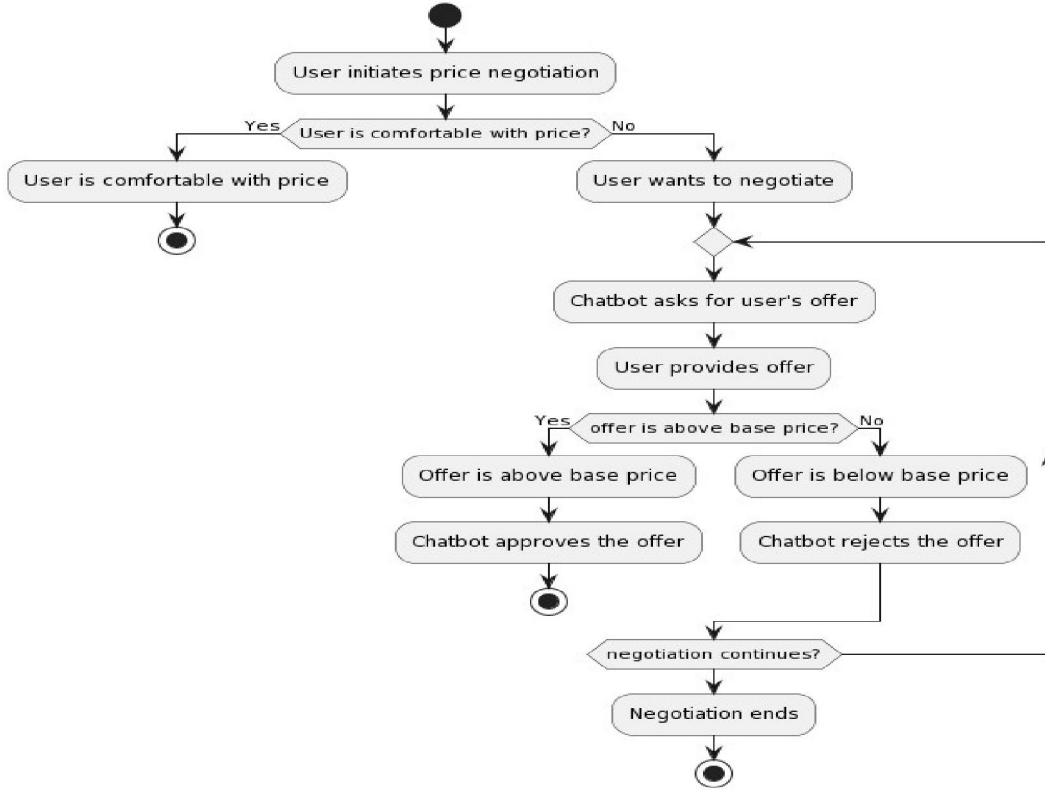 User initiates price negotiation
Yes
User is comfortable with price?
No
User is comfortable with price
User wants to negotiate
Chatbot asks for user's offer
User provides offer
Yes
offer is above base price?
No
Offer is above base price
Offer is below base price
Chatbot approves the offer
Chatbot rejects the offer
negotiation continues?
Negotiation ends